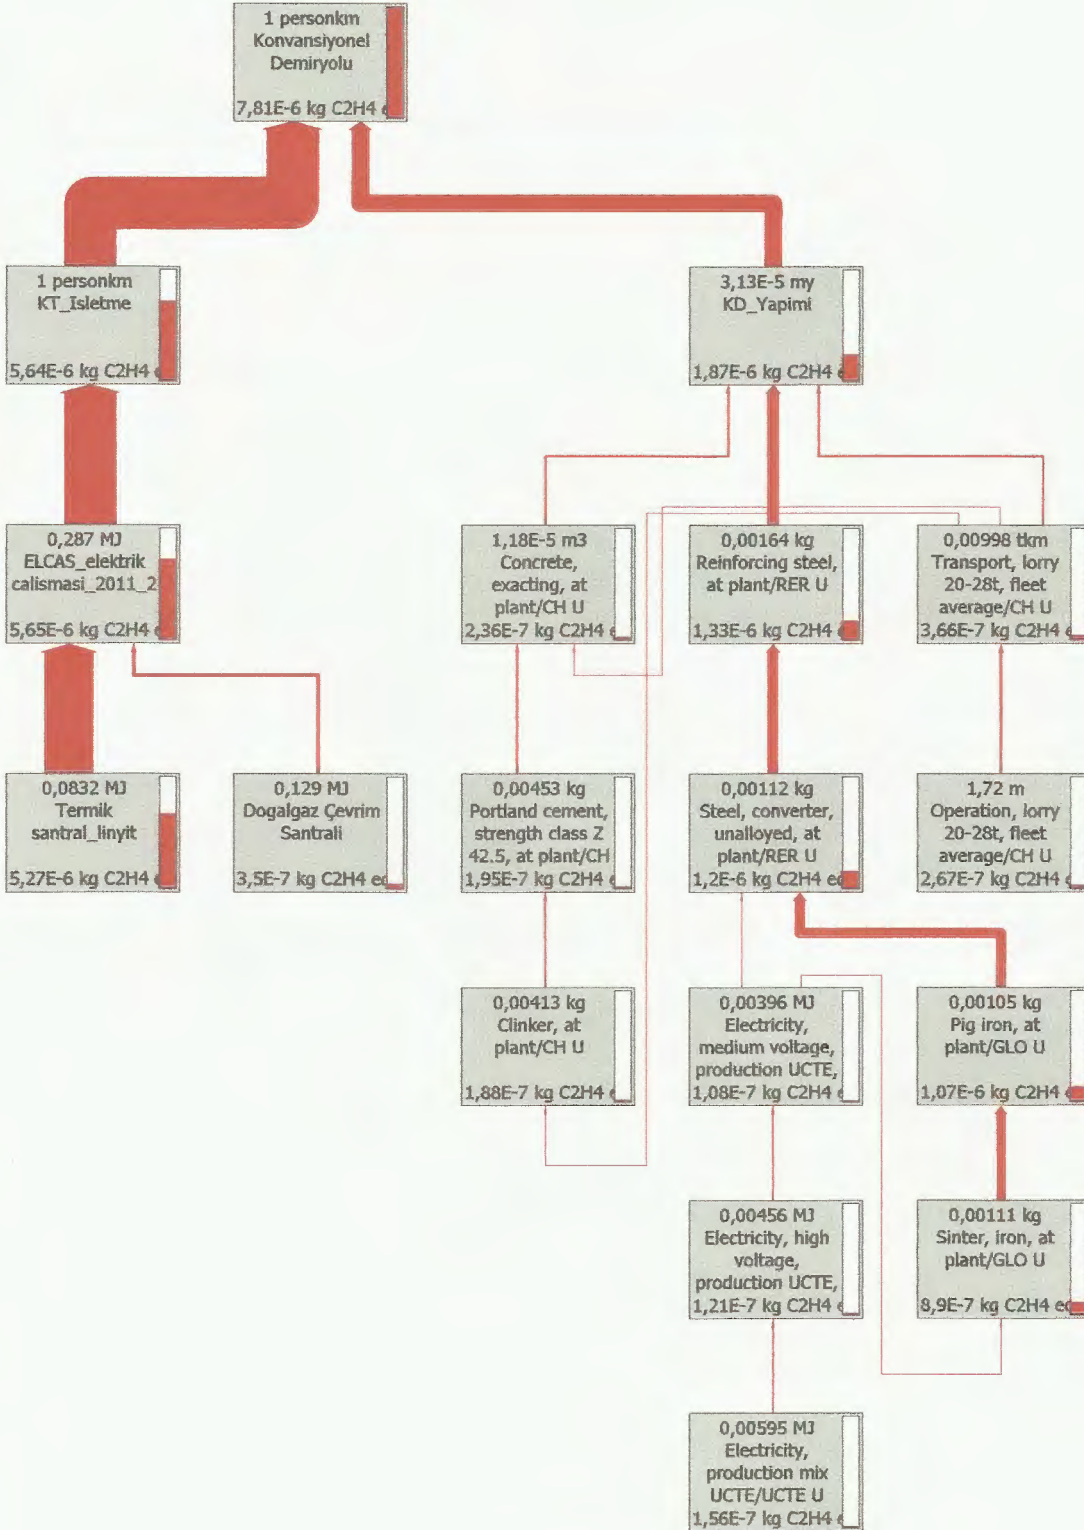 1 personkm
Konvansiyonel
Demiryolu
7,81E-6 kg C2H4 e
1 personkm
KT_Isletme
5,64E-6 kg C2H4 e
3,13E-5 my
KD_Yapimi
1,87E-6 kg C2H4 e
0,287 MJ
ELCAS_elektrik
calismasi_2011_2
5,65E-6 kg C2H4 e
1,18E-5 m3
Concrete,
exacting, at
plant/CH U
2,36E-7 kg C2H4 e
0,00164 kg
Reinforcing steel,
at plant/RER U
1,33E-6 kg C2H4 e
0,00998 tkm
Transport, lorry
20-28t, fleet
average/CH U
3,66E-7 kg C2H4 e
0,0832 MJ
Termik
santral_linyit
5,27E-6 kg C2H4 e
0,129 MJ
Dogalgaz Çevrim
Santrali
3,5E-7 kg C2H4 eq
0,00453 kg
Portland cement,
strength class Z
42.5, at plant/CH
1,95E-7 kg C2H4 e
0,00112 kg
Steel, converter,
unalloyed, at
plant/RER U
1,2E-6 kg C2H4 eq
1,72 m
Operation, lorry
20-28t, fleet
average/CH U
2,67E-7 kg C2H4 e
0,00413 kg
Clinker, at
plant/CH U
1,88E-7 kg C2H4 e
0,00396 MJ
Electricity,
medium voltage,
production UCTE,
1,08E-7 kg C2H4 e
0,00105 kg
Pig iron, at
plant/GLO U
1,07E-6 kg C2H4 e
0,00456 MJ
Electricity, high
voltage,
production UCTE,
1,21E-7 kg C2H4 e
0,00111 kg
Sinter, iron, at
plant/GLO U
8,9E-7 kg C2H4 eq
0,00595 MJ
Electricity,
production mix
UCTE/UCTE U
1,56E-7 kg C2H4 e